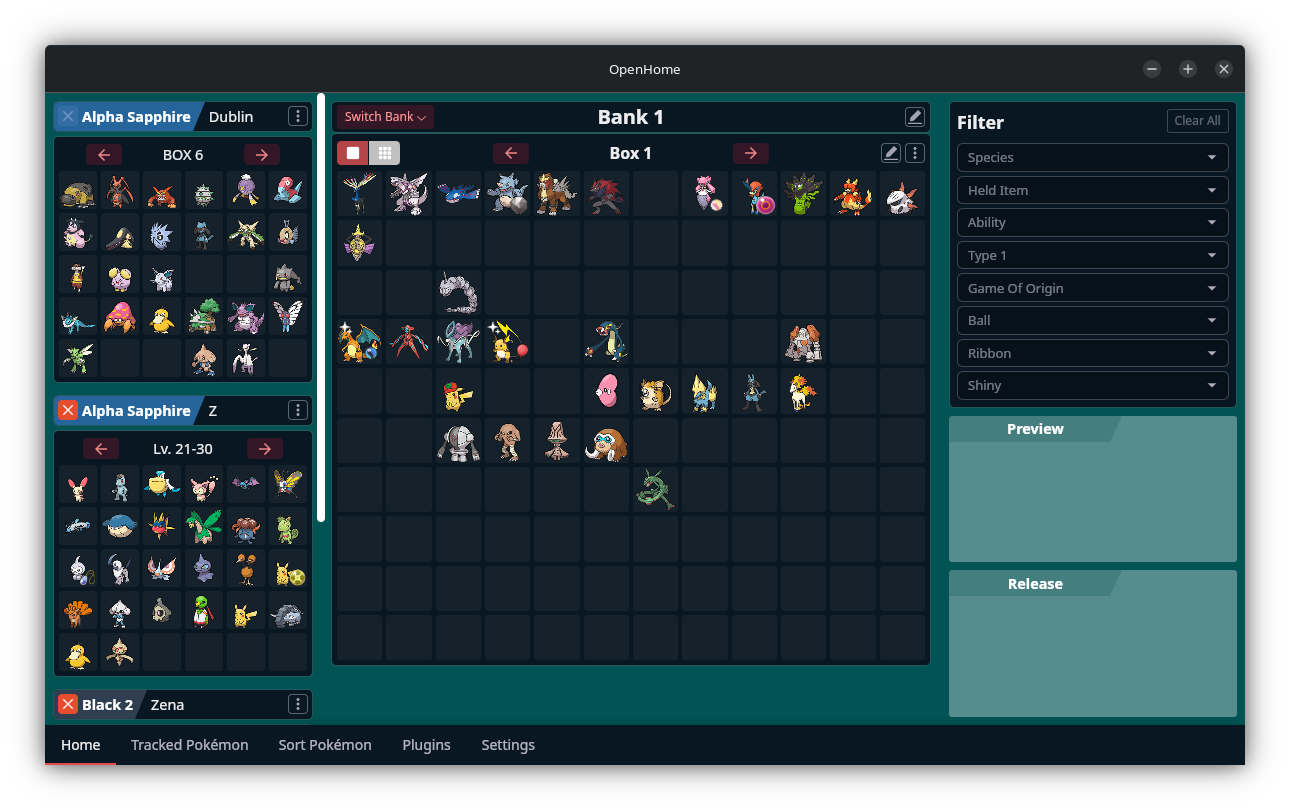 OpenHome
Alpha Sapphire Dublin
BOX 6
Alpha Sapphire Z
Lv. 21-30
Black 2 Zena
Switch Bank Bank 1
Box 1
Filter Clear All
Species
Held Item
Ability
Type 1
Game Of Origin
Ball
Ribbon
Shiny
Preview
Release
Home Tracked Pokémon Sort Pokémon Plugins Settings